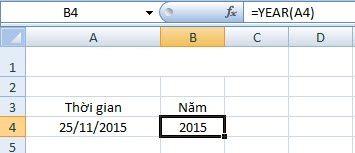 B4 fx =YEAR(A4)
A B C D
1
2
3 Thời gian Năm
4 25/11/2015 2015
5